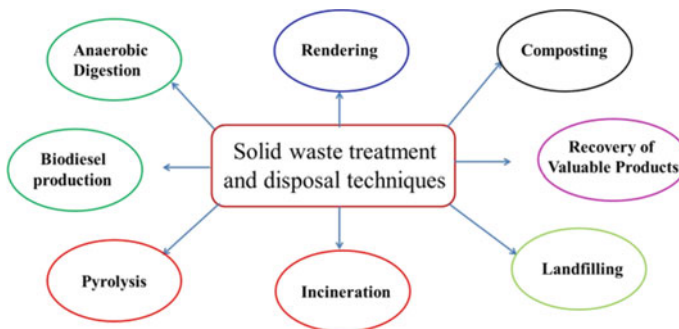 Anaerobic
Digestion
Rendering
Composting
Biodiesel
production
Solid waste treatment
and disposal techniques
Recovery of
Valuable Products
Pyrolysis
Incineration
Landfilling